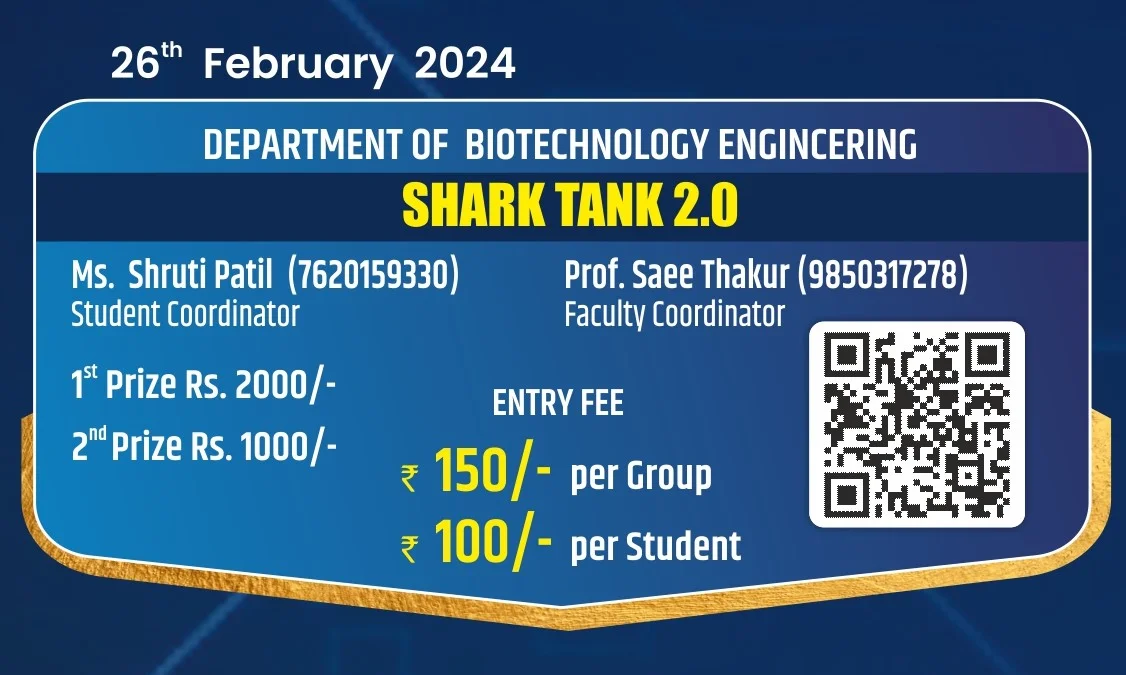 26th February 2024
DEPARTMENT OF BIOTECHNOLOGY ENGINCERING
SHARK TANK 2.0
Ms. Shruti Patil (7620159330)
Student Coordinator
Prof. Saee Thakur (9850317278)
Faculty Coordinator
1st Prize Rs. 2000/-
2nd Prize Rs. 1000/-
ENTRY FEE
₹ 150/- per Group
₹ 100/- per Student